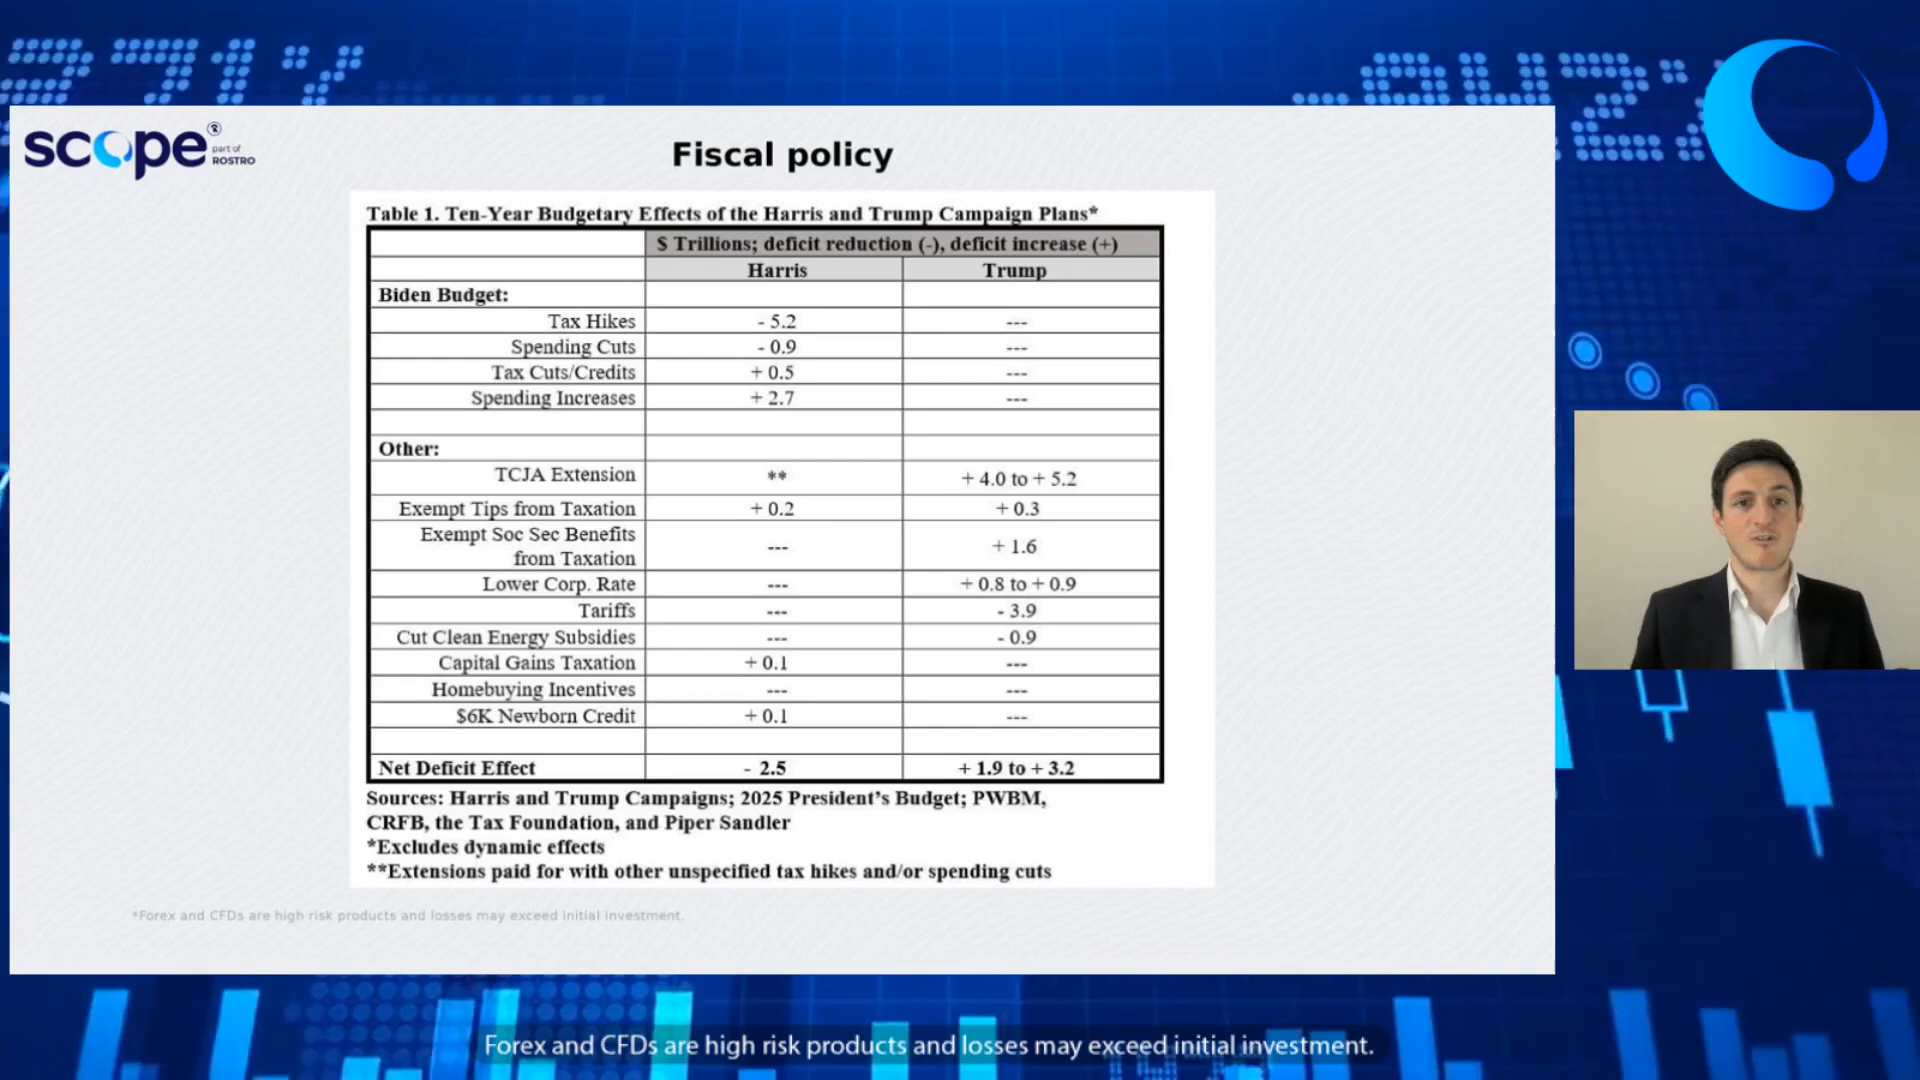 scope®
part of
ROSTRO
Fiscal policy
Table 1. Ten-Year Budgetary Effects of the Harris and Trump Campaign Plans*
$ Trillions; deficit reduction (-), deficit increase (+)
Harris Trump
Biden Budget:
Tax Hikes - 5.2 ---
Spending Cuts - 0.9 ---
Tax Cuts/Credits + 0.5 ---
Spending Increases + 2.7 ---
Other:
TCJA Extension ** + 4.0 to + 5.2
Exempt Tips from Taxation + 0.2 + 0.3
Exempt Soc Sec Benefits
from Taxation --- + 1.6
Lower Corp. Rate --- + 0.8 to + 0.9
Tariffs --- - 3.9
Cut Clean Energy Subsidies --- - 0.9
Capital Gains Taxation + 0.1 ---
Homebuying Incentives --- ---
$6K Newborn Credit + 0.1 ---
Net Deficit Effect - 2.5 + 1.9 to + 3.2
Sources: Harris and Trump Campaigns; 2025 President's Budget; PWBM,
CRFB, the Tax Foundation, and Piper Sandler
*Excludes dynamic effects
**Extensions paid for with other unspecified tax hikes and/or spending cuts
*Forex and CFDs are high risk products and losses may exceed initial investment.
Forex and CFDs are high risk products and losses may exceed initial investment.